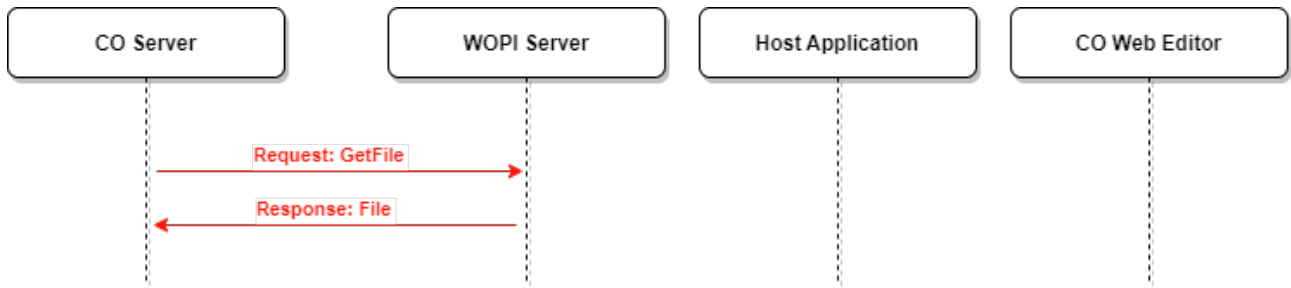 CO Server
WOPI Server
Host Application
CO Web Editor
Request: GetFile
Response: File